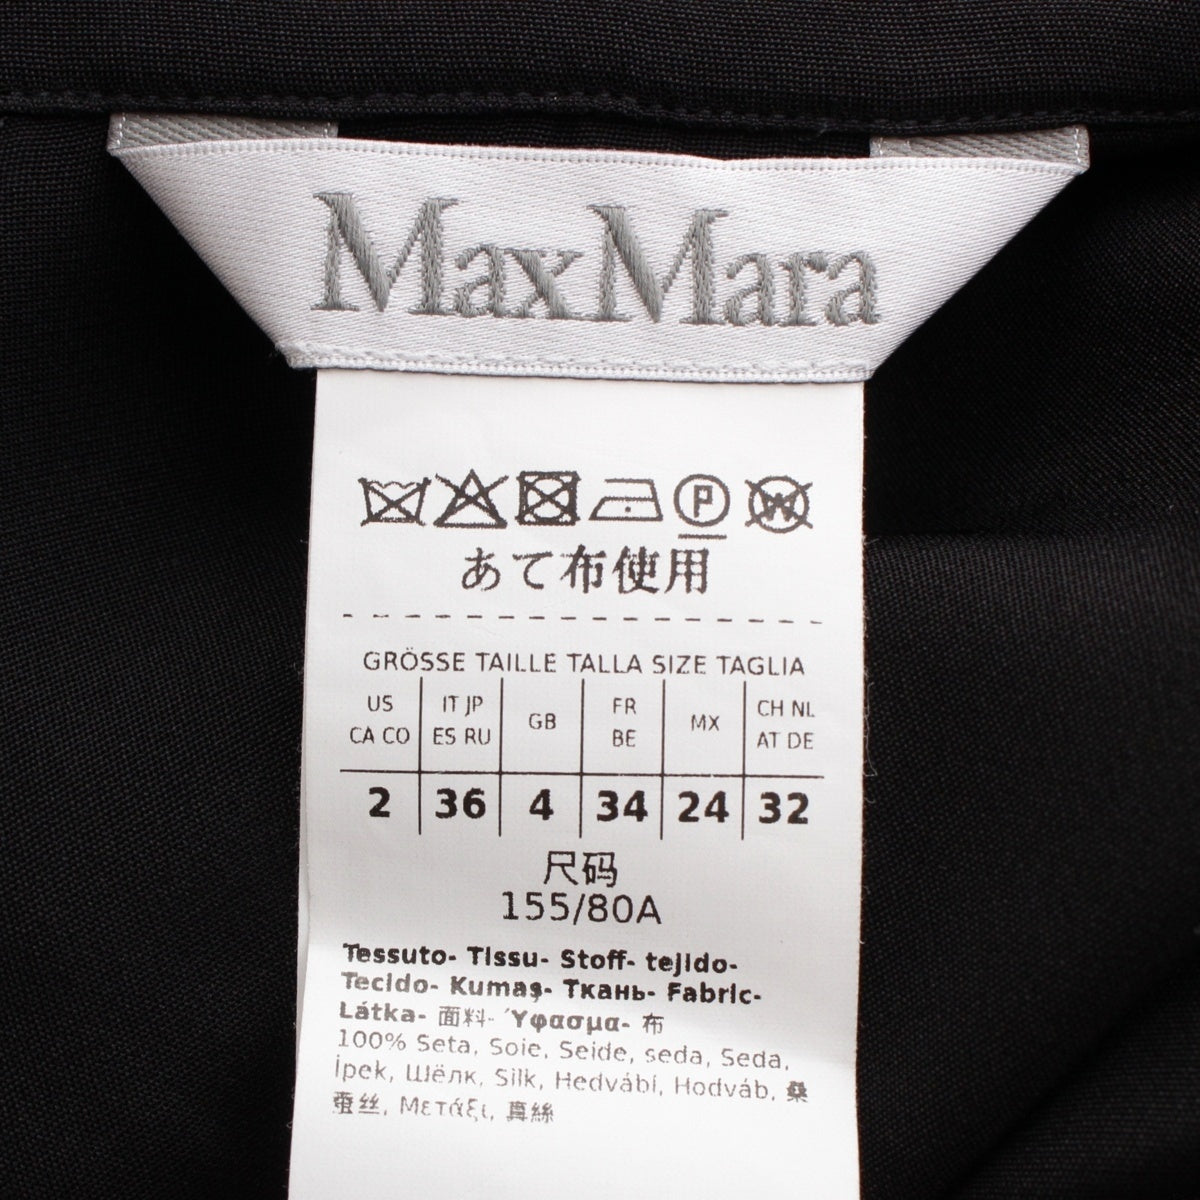 MaxMara
P W
あて布使用
GRÖSSE TAILLE TALLA SIZE TAGLIA
US CA CO | IT JP ES RU | GB | FR BE | MX | CH NL AT DE
2 | 36 | 4 | 34 | 24 | 32
尺码
155/80A
Tessuto- Tissu- Stoff- tejido-
Tecido- Kumaş- Ткань- Fabric-
Látka- 面料- Ύφασμα- 布
100% Seta, Soie, Seide, seda, Seda,
İpek, Шёлк, Silk, Hedvábí, Hodváb, 桑
蚕丝, Μετάξι, 真絲